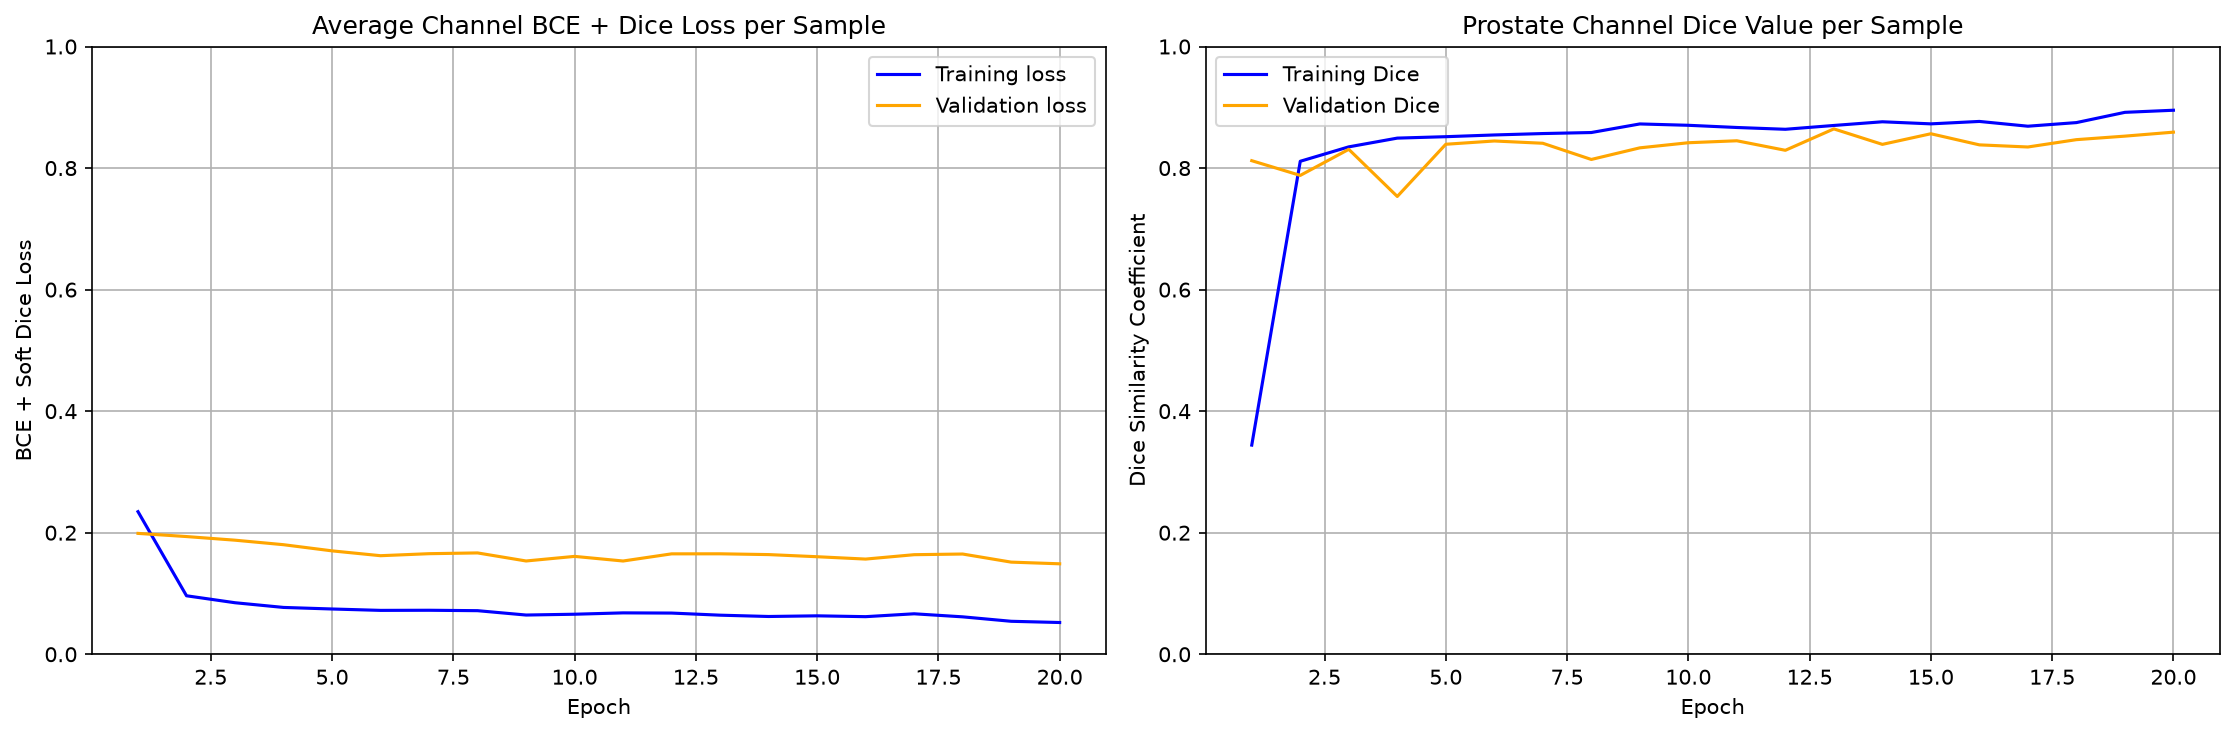 Average Channel BCE + Dice Loss per Sample
BCE + Soft Dice Loss
1.0
0.8
0.6
0.4
0.2
0.0
Training loss
Validation loss
2.5 5.0 7.5 10.0 12.5 15.0 17.5 20.0
Epoch
Prostate Channel Dice Value per Sample
Dice Similarity Coefficient
1.0
0.8
0.6
0.4
0.2
0.0
Training Dice
Validation Dice
2.5 5.0 7.5 10.0 12.5 15.0 17.5 20.0
Epoch